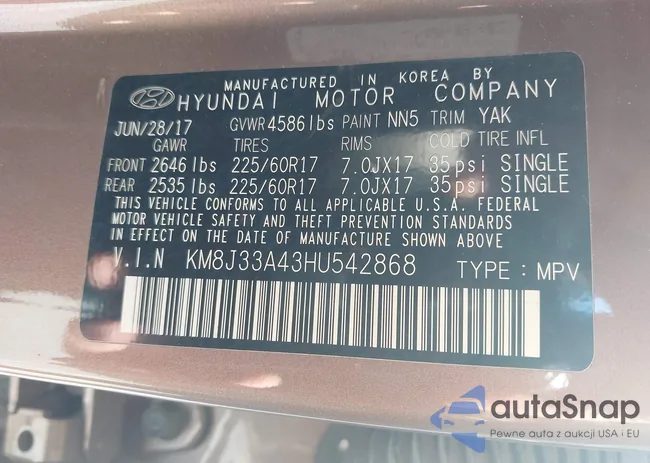 MANUFACTURED IN KOREA BY
HYUNDAI MOTOR COMPANY
JUN/28/17 GVWR 4586 lbs PAINT NN5 TRIM YAK
GAWR TIRES RIMS COLD TIRE INFL
FRONT 2646 lbs 225/60R17 7.0JX17 35psi SINGLE
REAR 2535 lbs 225/60R17 7.0JX17 35psi SINGLE
THIS VEHICLE CONFORMS TO ALL APPLICABLE U.S.A. FEDERAL
MOTOR VEHICLE SAFETY AND THEFT PREVENTION STANDARDS
IN EFFECT ON THE DATE OF MANUFACTURE SHOWN ABOVE
V.I.N KM8J33A43HU542868 TYPE : MPV
autaSnap
Pewne auta z aukcji USA i EU